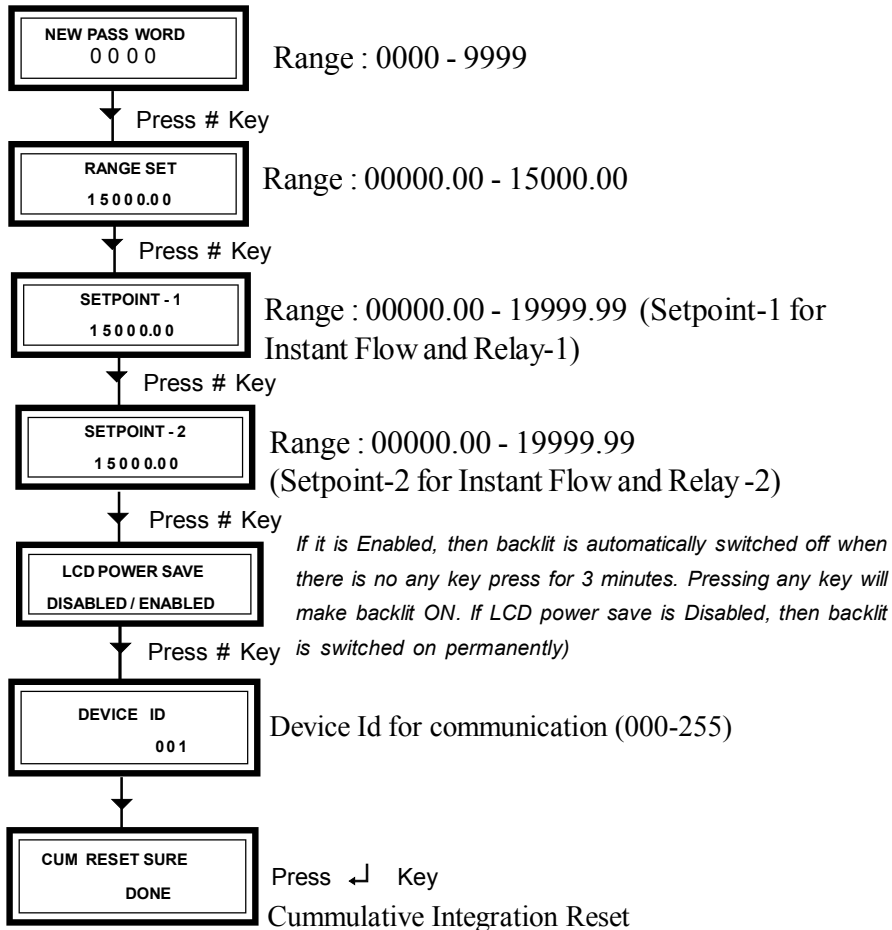 NEW PASS WORD
0 0 0 0
Range : 0000 - 9999
Press # Key
RANGE SET
1 5 0 0 0.0 0
Range : 00000.00 - 15000.00
Press # Key
SETPOINT - 1
1 5 0 0 0.0 0
Range : 00000.00 - 19999.99 (Setpoint-1 for
Instant Flow and Relay-1)
Press # Key
SETPOINT - 2
1 5 0 0 0.0 0
Range : 00000.00 - 19999.99
(Setpoint-2 for Instant Flow and Relay -2)
Press # Key
If it is Enabled, then backlit is automatically switched off when
there is no any key press for 3 minutes. Pressing any key will
make backlit ON. If LCD power save is Disabled, then backlit
is switched on permanently)
LCD POWER SAVE
DISABLED / ENABLED
Press # Key
DEVICE ID
0 0 1
Device Id for communication (000-255)
CUM RESET SURE
DONE
Press ↵ Key
Cummulative Integration Reset